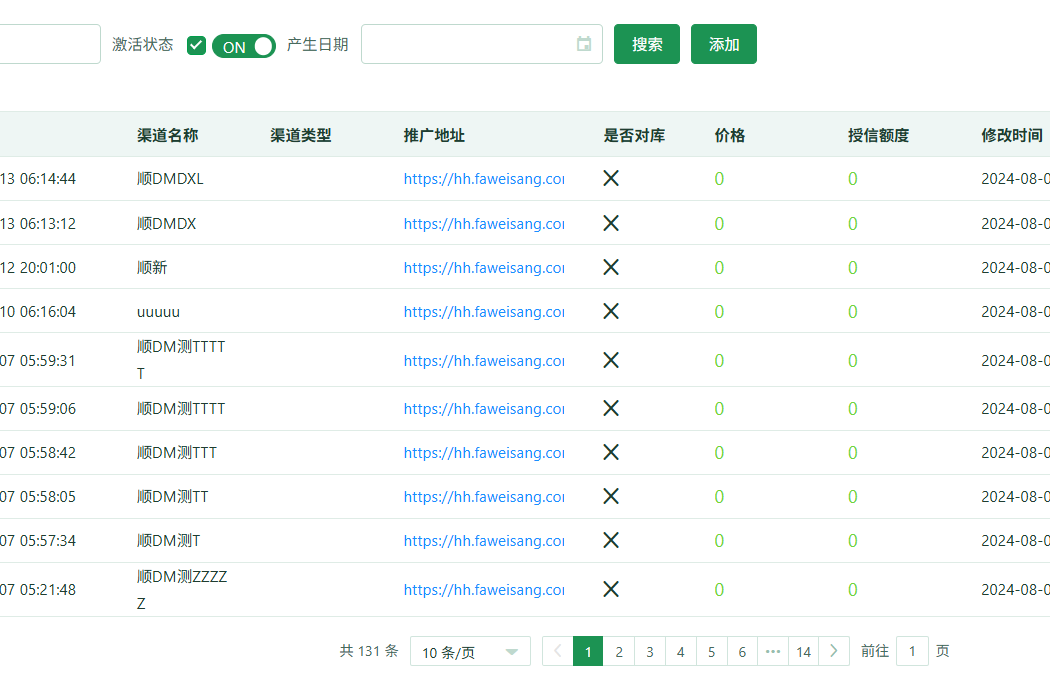 激活状态 ON 产生日期 搜索 添加
渠道名称 渠道类型 推广地址 是否对库 价格 授信额度 修改时间
13 06:14:44 顺DMDXL https://hh.faweisang.co 0 0 2024-08-0
13 06:13:12 顺DMDX https://hh.faweisang.co 0 0 2024-08-0
12 20:01:00 顺新 https://hh.faweisang.co 0 0 2024-08-0
10 06:16:04 uuuuu https://hh.faweisang.co 0 0 2024-08-0
07 05:59:31 顺DM测TTTT https://hh.faweisang.co 0 0 2024-08-0
T
07 05:59:06 顺DM测TTTT https://hh.faweisang.co 0 0 2024-08-0
07 05:58:42 顺DM测TTT https://hh.faweisang.co 0 0 2024-08-0
07 05:58:05 顺DM测TT https://hh.faweisang.co 0 0 2024-08-0
07 05:57:34 顺DM测T https://hh.faweisang.co 0 0 2024-08-0
07 05:21:48 顺DM测ZZZZ https://hh.faweisang.co 0 0 2024-08-0
Z
共 131 条 10 条/页 1 2 3 4 5 6 ••• 14 前往 1 页